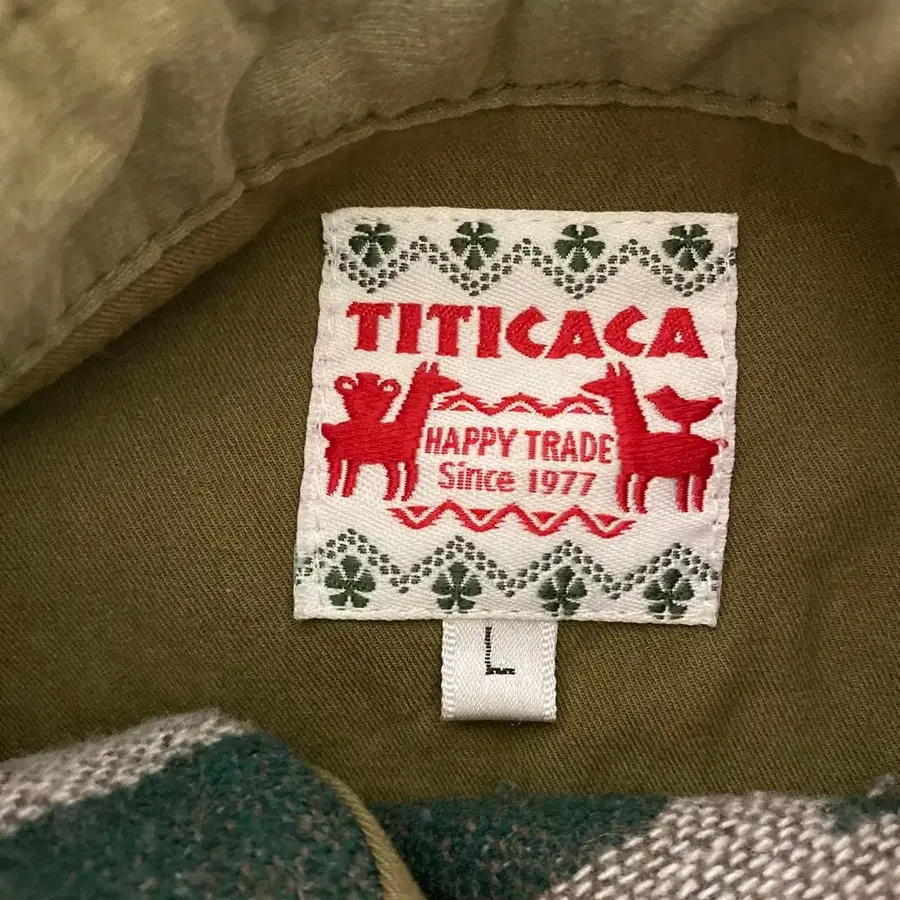 TITICACA
HAPPY TRADE
Since 1977
L